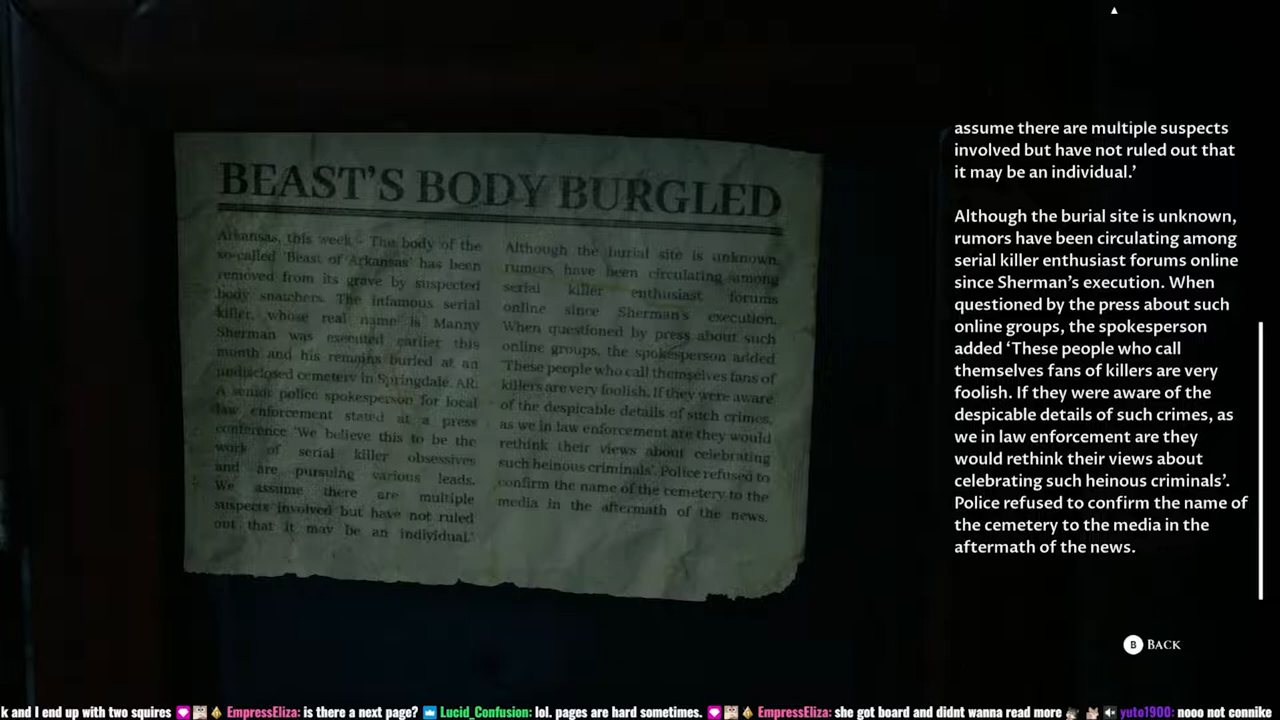 BEAST'S BODY BURGLED
Arkansas, this week - The body of the
so-called 'Beast of Arkansas' has been
removed from its grave by suspected
body snatchers. The infamous serial
killer, whose real name is Manny
Sherman was executed earlier this
month and his remains buried at an
undisclosed cemetery in Springdale, AR.
A senior police spokesperson for local
law enforcement stated at a press
conference 'We believe this to be the
work of serial killer obsessives
and are pursuing various leads.
We assume there are multiple
suspects involved but have not ruled
out that it may be an individual.'
Although the burial site is unknown,
rumors have been circulating among
serial killer enthusiast forums
online since Sherman's execution.
When questioned by press about such
online groups, the spokesperson added
'These people who call themselves fans of
killers are very foolish. If they were aware
of the despicable details of such crimes,
as we in law enforcement are they would
rethink their views about celebrating
such heinous criminals'. Police refused to
confirm the name of the cemetery to the
media in the aftermath of the news.
assume there are multiple suspects
involved but have not ruled out that
it may be an individual.'
Although the burial site is unknown,
rumors have been circulating among
serial killer enthusiast forums online
since Sherman's execution. When
questioned by the press about such
online groups, the spokesperson
added 'These people who call
themselves fans of killers are very
foolish. If they were aware of the
despicable details of such crimes, as
we in law enforcement are they
would rethink their views about
celebrating such heinous criminals'.
Police refused to confirm the name of
the cemetery to the media in the
aftermath of the news.
B BACK
k and I end up with two squires EmpressEliza: is there a next page? Lucid_Confusion: lol. pages are hard sometimes. EmpressEliza: she got board and didnt wanna read more yuto1900: nooo not connike